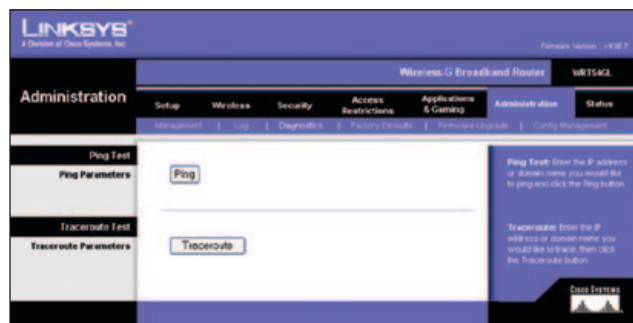 LINKSYS®
A Division of Cisco Systems, Inc.
Firmware Version
Wireless-G Broadband Router
WRT54GL
Administration
Setup
Wireless
Security
Access Restrictions
Applications & Gaming
Administration
Status
Management | Log | Diagnostics | Factory Defaults | Firmware Upgrade | Config Management
Ping Test
Ping Parameters
Ping
Ping Test: Enter the IP address
or domain name you would like
to ping and click the Ping button.
Traceroute Test
Traceroute Parameters
Traceroute
Traceroute: Enter the IP
address or domain name you
would like to trace, then click
the Traceroute button.
CISCO SYSTEMS